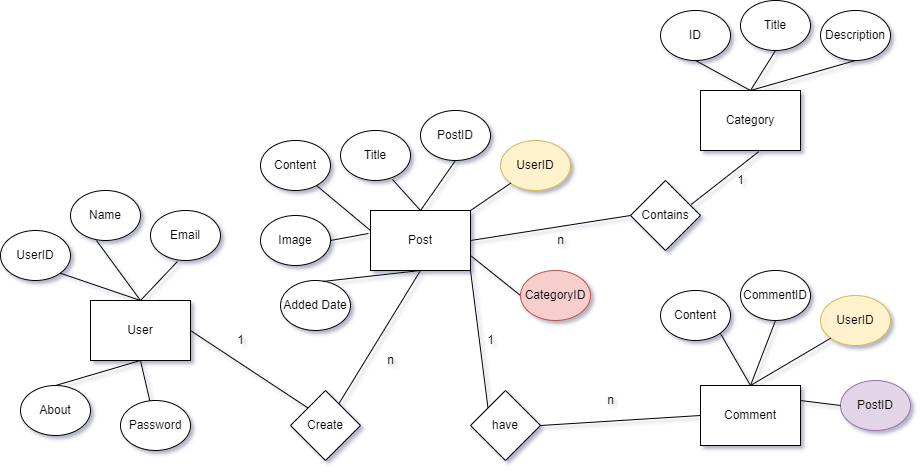 ID
Title
Description
Category
PostID
Title
Content
UserID
Contains
1
n
Name
Email
UserID
Image
Post
Added Date
CategoryID
User
1
n
1
Content
CommentID
UserID
About
Password
Create
have
n
Comment
PostID